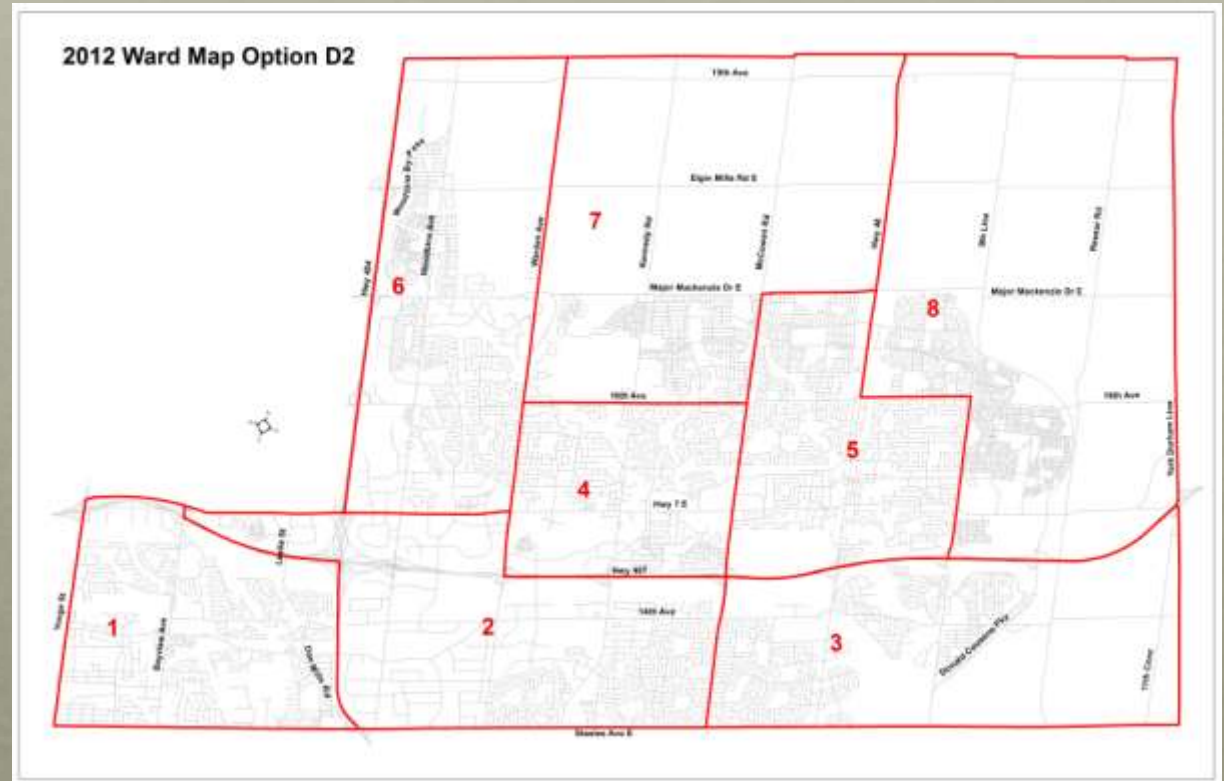 2012 Ward Map Option D2
19th Ave
Elgin Mills Rd E
7
Woodbine Ave
Warden Ave
Kennedy Rd
McCowan Rd
Hwy 48
9th Line
Reesor Rd
Hwy 404
6
Major Mackenzie Dr E
Major Mackenzie Dr E
8
16th Ave
16th Ave
York Durham Line
5
4
Hwy 7 E
Leslie St
Hwy 407
14th Ave
Yonge St
1
Bayview Ave
Don Mills Rd
2
3
Donald Cousens Pky
11th Conc
Steeles Ave E